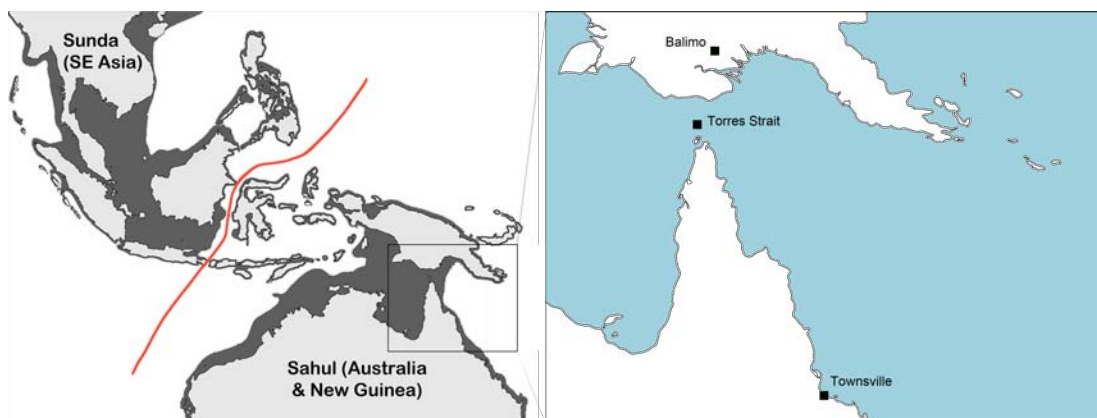 Sunda
(SE Asia)
Sahul (Australia
& New Guinea)
Balimo
Torres Strait
Townsville